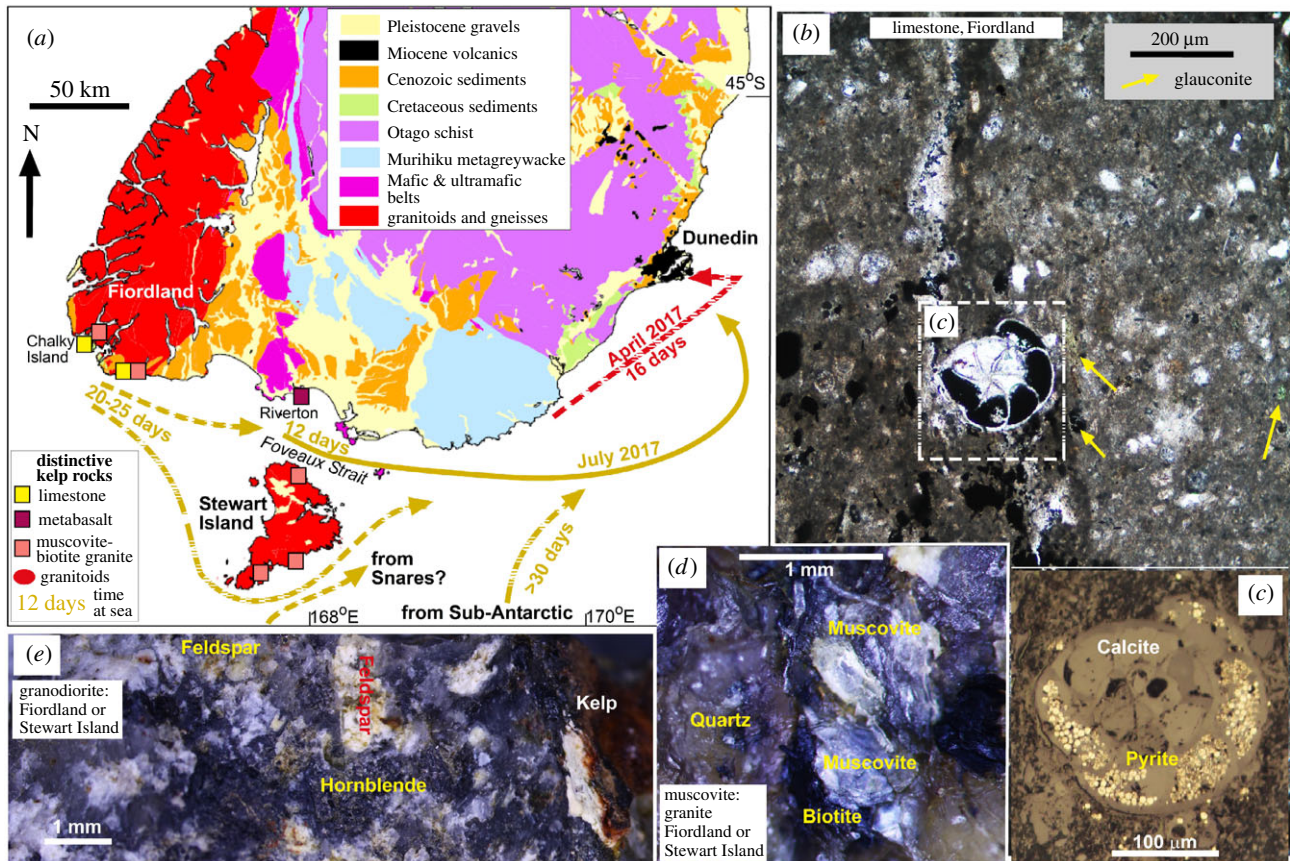 (a)
50 km
N
Pleistocene gravels
Miocene volcanics
Cenozoic sediments
Cretaceous sediments
Otago schist
Murihiku metagreywacke
Mafic & ultramafic
belts
granitoids and gneisses
45°S
Dunedin
Fiordland
Chalky
Island
April 2017
16 days
Riverton
20-25 days
12 days
Foveaux Strait
July 2017
distinctive
kelp rocks
limestone
metabasalt
muscovite-
biotite granite
granitoids
12 days
time
at sea
Stewart
Island
from
Snares?
>30 days
168°E
from Sub-Antarctic
170°E
(b)
limestone, Fiordland
200 µm
glauconite
(c)
(d)
1 mm
Muscovite
Quartz
Muscovite
Biotite
muscovite:
granite
Fiordland or
Stewart Island
(c)
Calcite
Pyrite
100 µm
(e)
granodiorite:
Fiordland or
Stewart Island
Feldspar
Feldspar
Kelp
Hornblende
1 mm